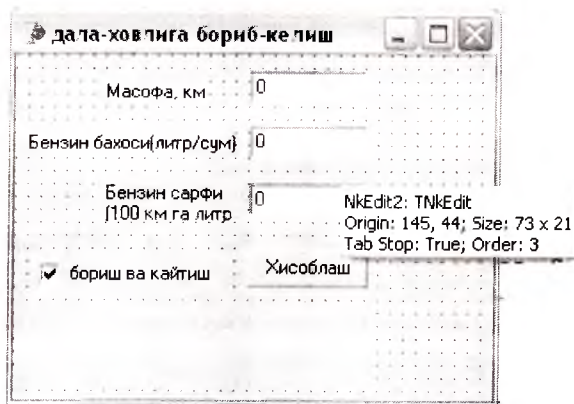 дала-ховлига бориб-келиш
Масофа, км
0
Бензин бахоси(литр/сум)
0
Бензин сарфи
(100 км га литр
0
NkEdit2: TNkEdit
Origin: 145, 44; Size: 73 x 21
Tab Stop: True; Order: 3
бориш ва кайтиш
Хисоблаш